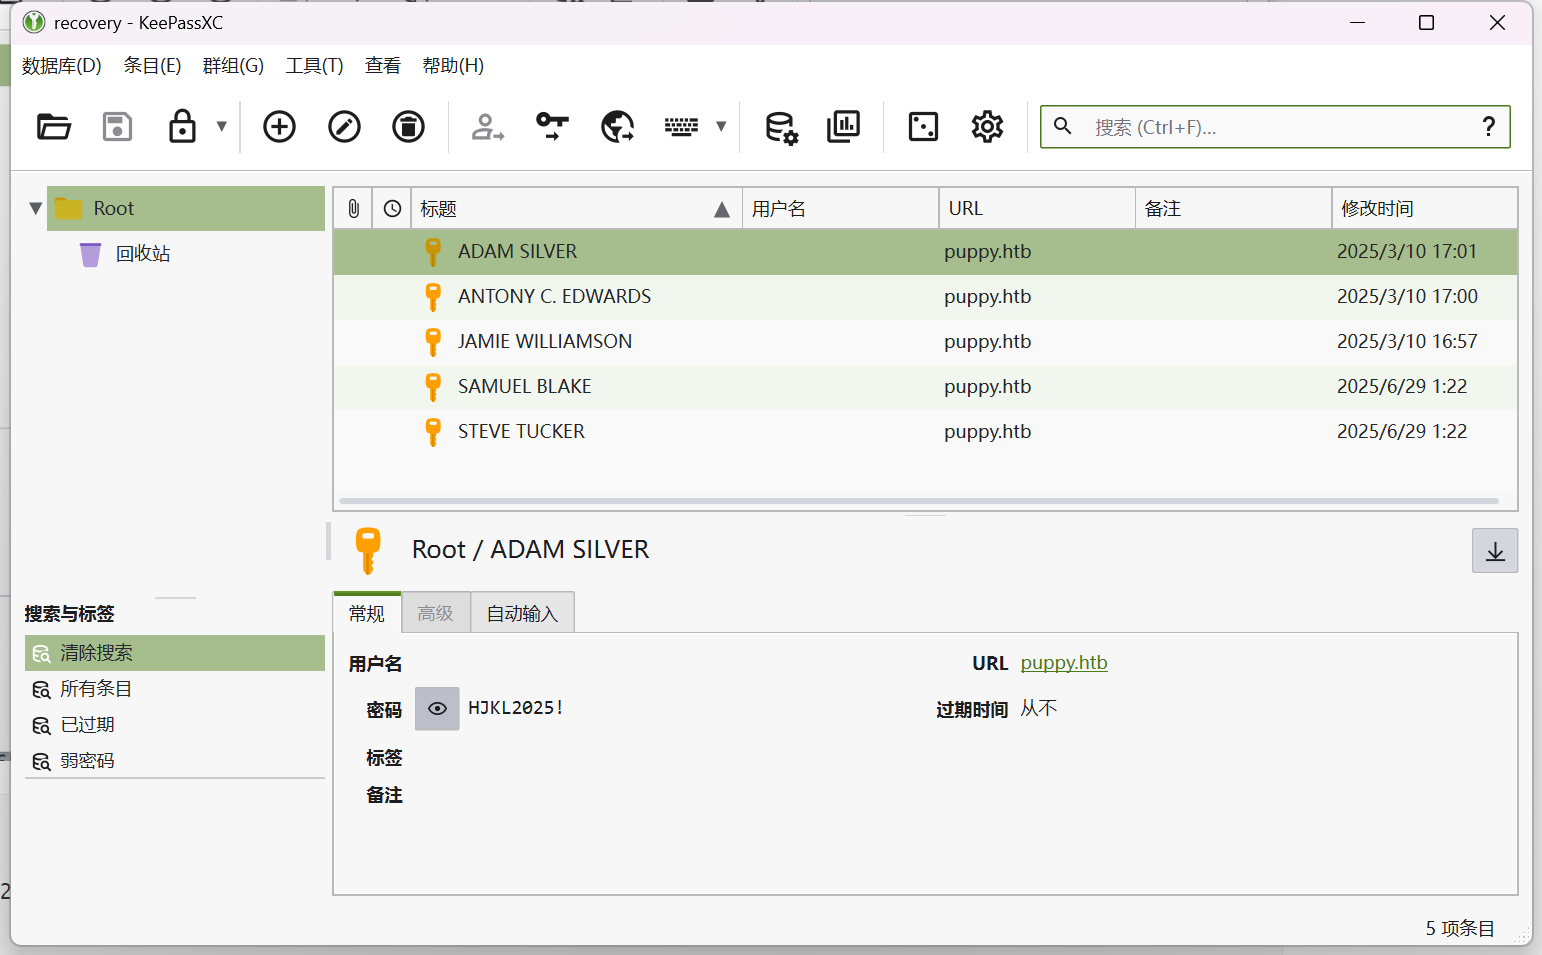 recovery - KeePassXC
数据库(D) 条目(E) 群组(G) 工具(T) 查看 帮助(H)
搜索 (Ctrl+F)... ?
Root
回收站
标题 用户名 URL 备注 修改时间
ADAM SILVER puppy.htb 2025/3/10 17:01
ANTONY C. EDWARDS puppy.htb 2025/3/10 17:00
JAMIE WILLIAMSON puppy.htb 2025/3/10 16:57
SAMUEL BLAKE puppy.htb 2025/6/29 1:22
STEVE TUCKER puppy.htb 2025/6/29 1:22
Root / ADAM SILVER
搜索与标签
清除搜索
所有条目
已过期
弱密码
常规 高级 自动输入
用户名 URL puppy.htb
密码 HJKL2025! 过期时间 从不
标签
备注
5 项条目
2